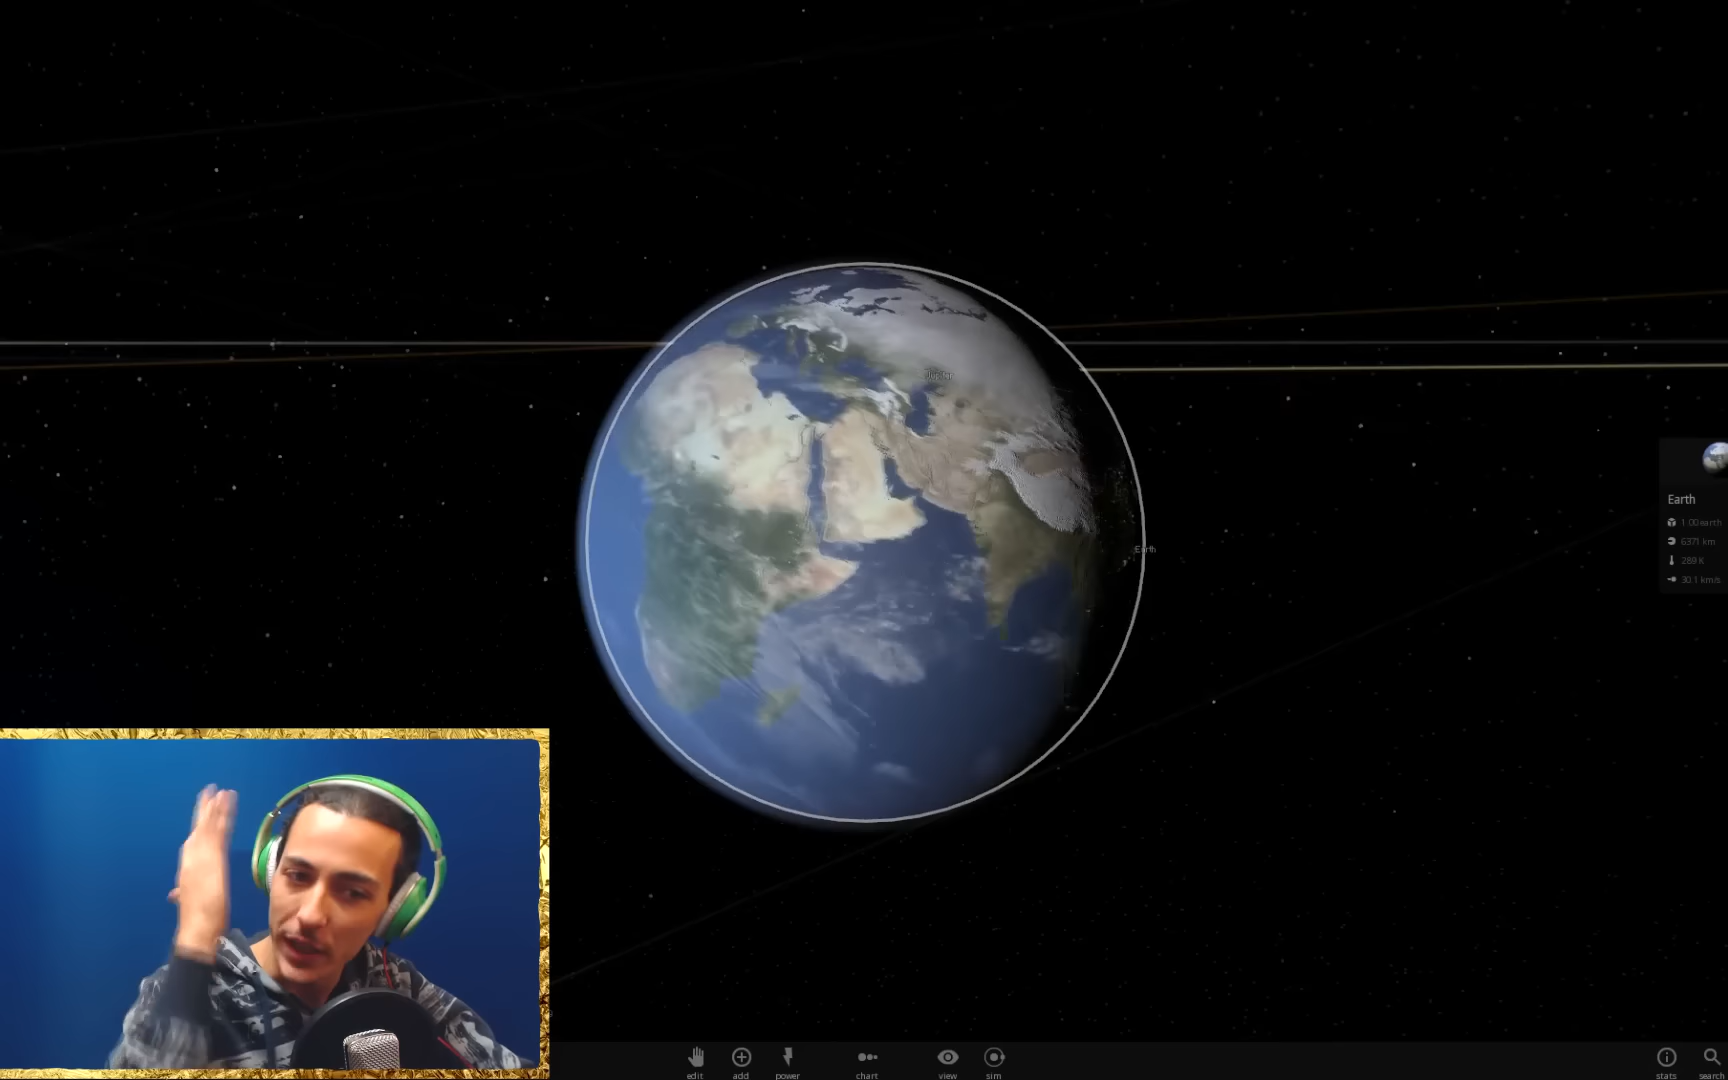 Jupiter
Earth
1.00 earth
6371 km
289 K
30.1 km/s
Earth
edit
add
power
chart
view
sim
stats
search